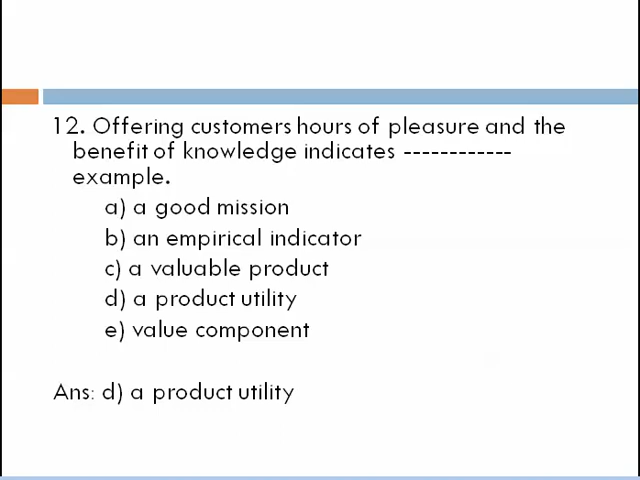 12. Offering customers hours of pleasure and the
benefit of knowledge indicates ------------
example.
a) a good mission
b) an empirical indicator
c) a valuable product
d) a product utility
e) value component
Ans: d) a product utility